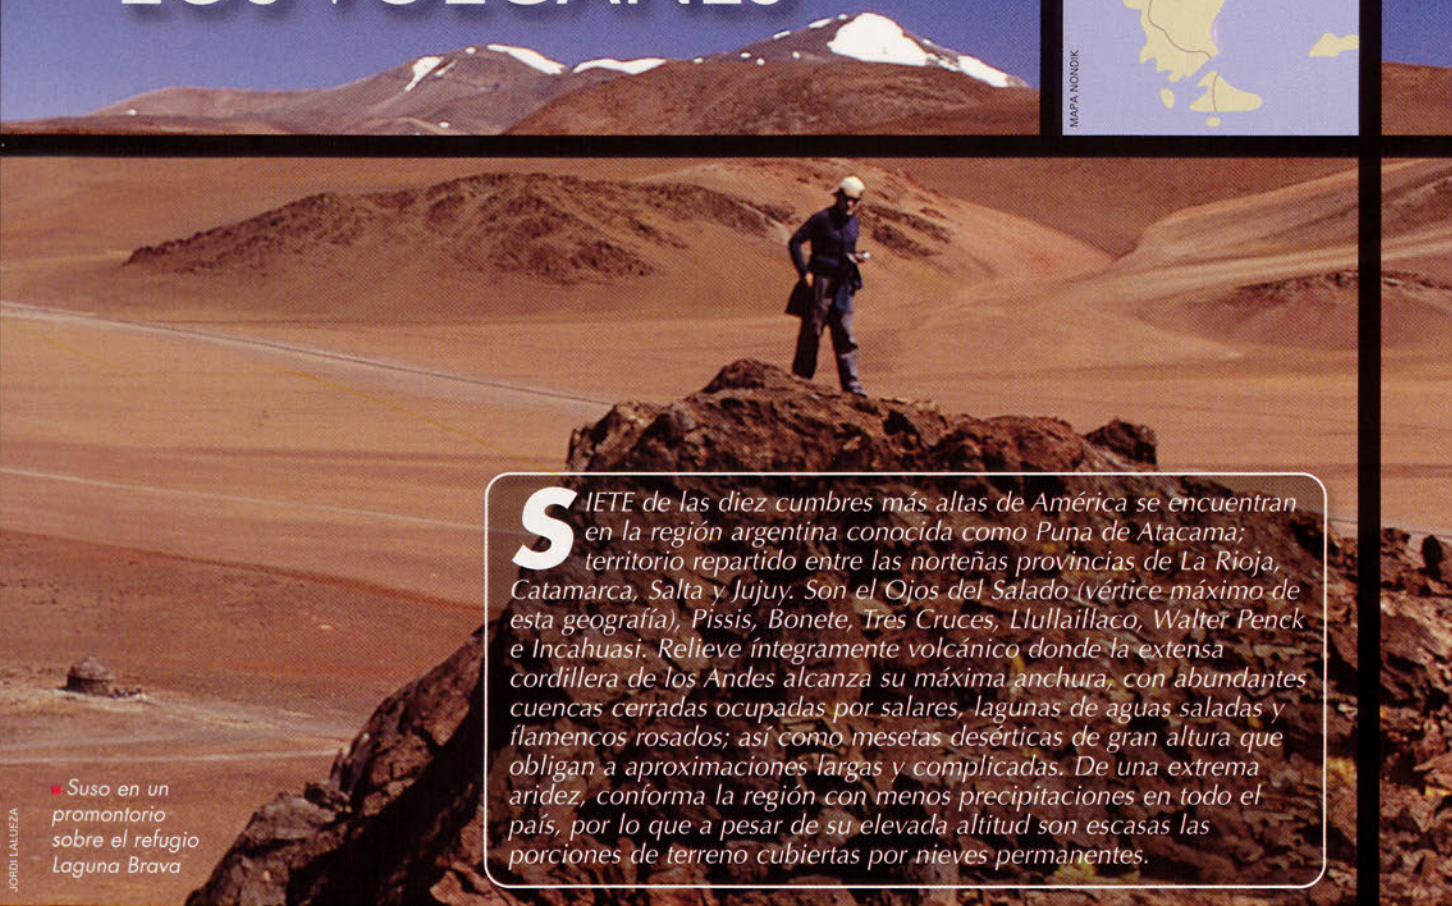 LOS VOLCANES
MAPA NONDIK
SIETE de las diez cumbres más altas de América se encuentran
en la región argentina conocida como Puna de Atacama;
territorio repartido entre las norteñas provincias de La Rioja,
Catamarca, Salta y Jujuy. Son el Ojos del Salado (vértice máximo de
esta geografía), Pissis, Bonete, Tres Cruces, Llullaillaco, Walter Penck
e Incahuasi. Relieve íntegramente volcánico donde la extensa
cordillera de los Andes alcanza su máxima anchura, con abundantes
cuencas cerradas ocupadas por salares, lagunas de aguas saladas y
flamencos rosados; así como mesetas desérticas de gran altura que
obligan a aproximaciones largas y complicadas. De una extrema
aridez, conforma la región con menos precipitaciones en todo el
país, por lo que a pesar de su elevada altitud son escasas las
porciones de terreno cubiertas por nieves permanentes.
Suso en un
promontorio
sobre el refugio
Laguna Brava
JORDI LALUEZA